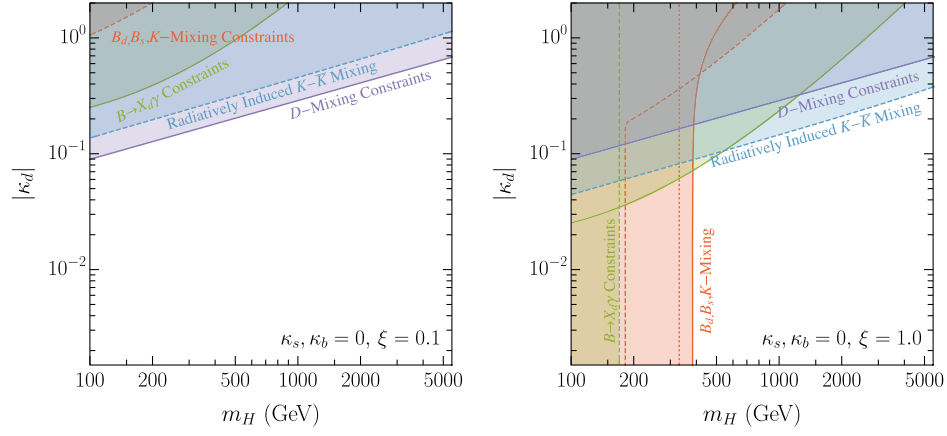 10^0
10^{-1}
10^{-2}
|κ_d|
B_d,B_s,K−Mixing Constraints
B→X_dγ Constraints
Radiatively Induced K−K̄ Mixing
D−Mixing Constraints
κ_s, κ_b = 0, ξ = 0.1
100 200 500 1000 2000 5000
m_H (GeV)
10^0
10^{-1}
10^{-2}
|κ_d|
D−Mixing Constraints
Radiatively Induced K−K̄ Mixing
B→X_dγ Constraints
B_d,B_s,K−Mixing
κ_s, κ_b = 0, ξ = 1.0
100 200 500 1000 2000 5000
m_H (GeV)